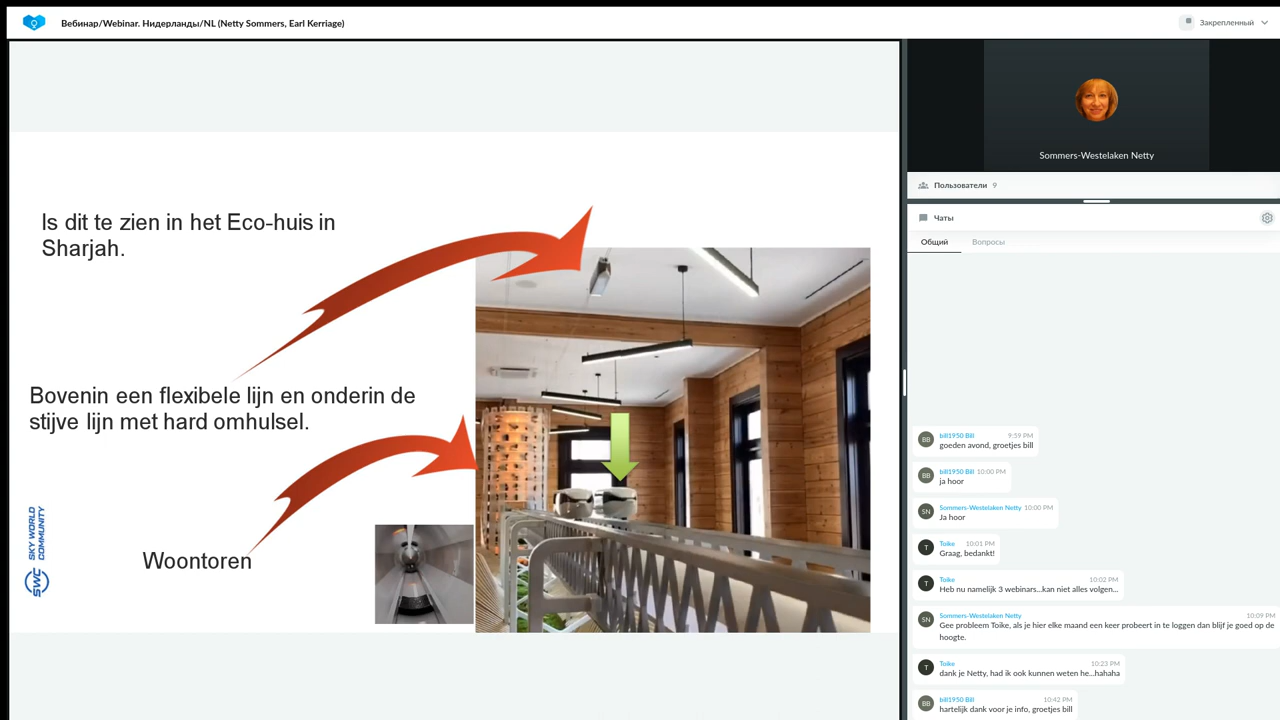 Вебинар/Webinar. Нидерланды/NL (Netty Sommers, Earl Kerriage)
Закрепленный
Is dit te zien in het Eco-huis in
Sharjah.
Bovenin een flexibele lijn en onderin de
stijve lijn met hard omhulsel.
Woontoren
SKY WORLD
COMMUNITY
SWC
Sommers-Westelaken Netty
Пользователи 9
Чаты
Общий Вопросы
BB bill1950 Bill 9:59 PM
goeden avond, groetjes bill
BB bill1950 Bill 10:00 PM
ja hoor
SN Sommers-Westelaken Netty 10:00 PM
Ja hoor
T Toike 10:01 PM
Graag, bedankt!
T Toike 10:02 PM
Heb nu namelijk 3 webinars...kan niet alles volgen...
SN Sommers-Westelaken Netty 10:09 PM
Gee probleem Toike, als je hier elke maand een keer probeert in te loggen dan blijf je goed op de
hoogte.
T Toike 10:23 PM
dank je Netty, had ik ook kunnen weten he...hahaha
BB bill1950 Bill 10:42 PM
hartelijk dank voor je info, groetjes bill